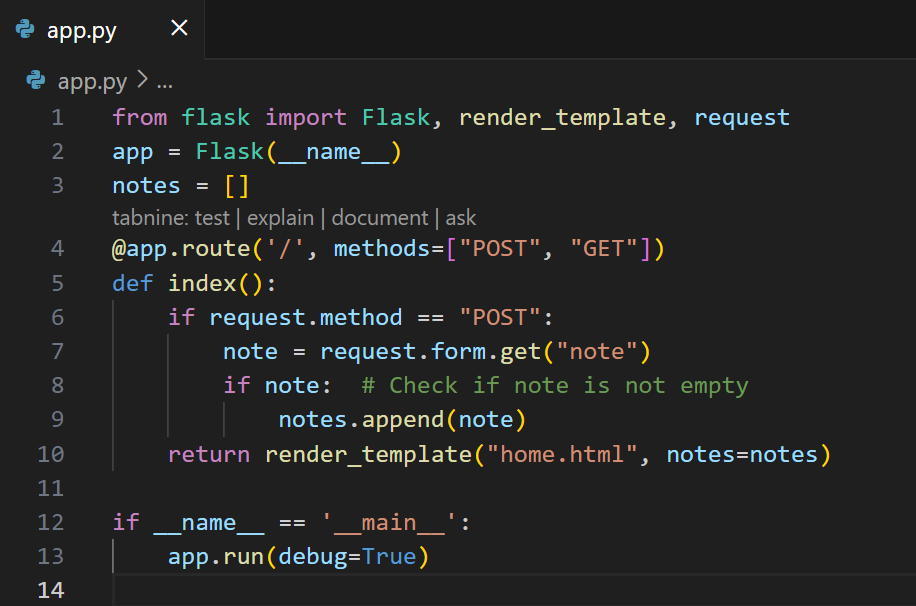 app.py
app.py > ...
1 from flask import Flask, render_template, request
2 app = Flask(__name__)
3 notes = []
tabnine: test | explain | document | ask
4 @app.route('/', methods=["POST", "GET"])
5 def index():
6     if request.method == "POST":
7         note = request.form.get("note")
8         if note:  # Check if note is not empty
9             notes.append(note)
10     return render_template("home.html", notes=notes)
11
12 if __name__ == '__main__':
13     app.run(debug=True)
14